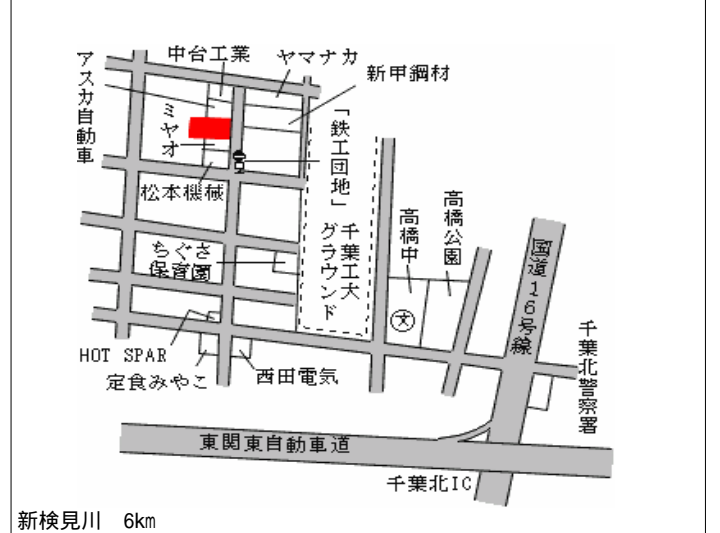 中台工業
ヤマナカ
新甲鋼材
アスカ自動車
ミヤオ
「鉄工団地」
松本機械
千葉工大
グラウンド
高橋中
高橋公園
国道16号線
ちぐさ
保育園
文
千葉北警察署
HOT SPAR
定食みやこ
西田電気
東関東自動車道
千葉北IC
新検見川 6km